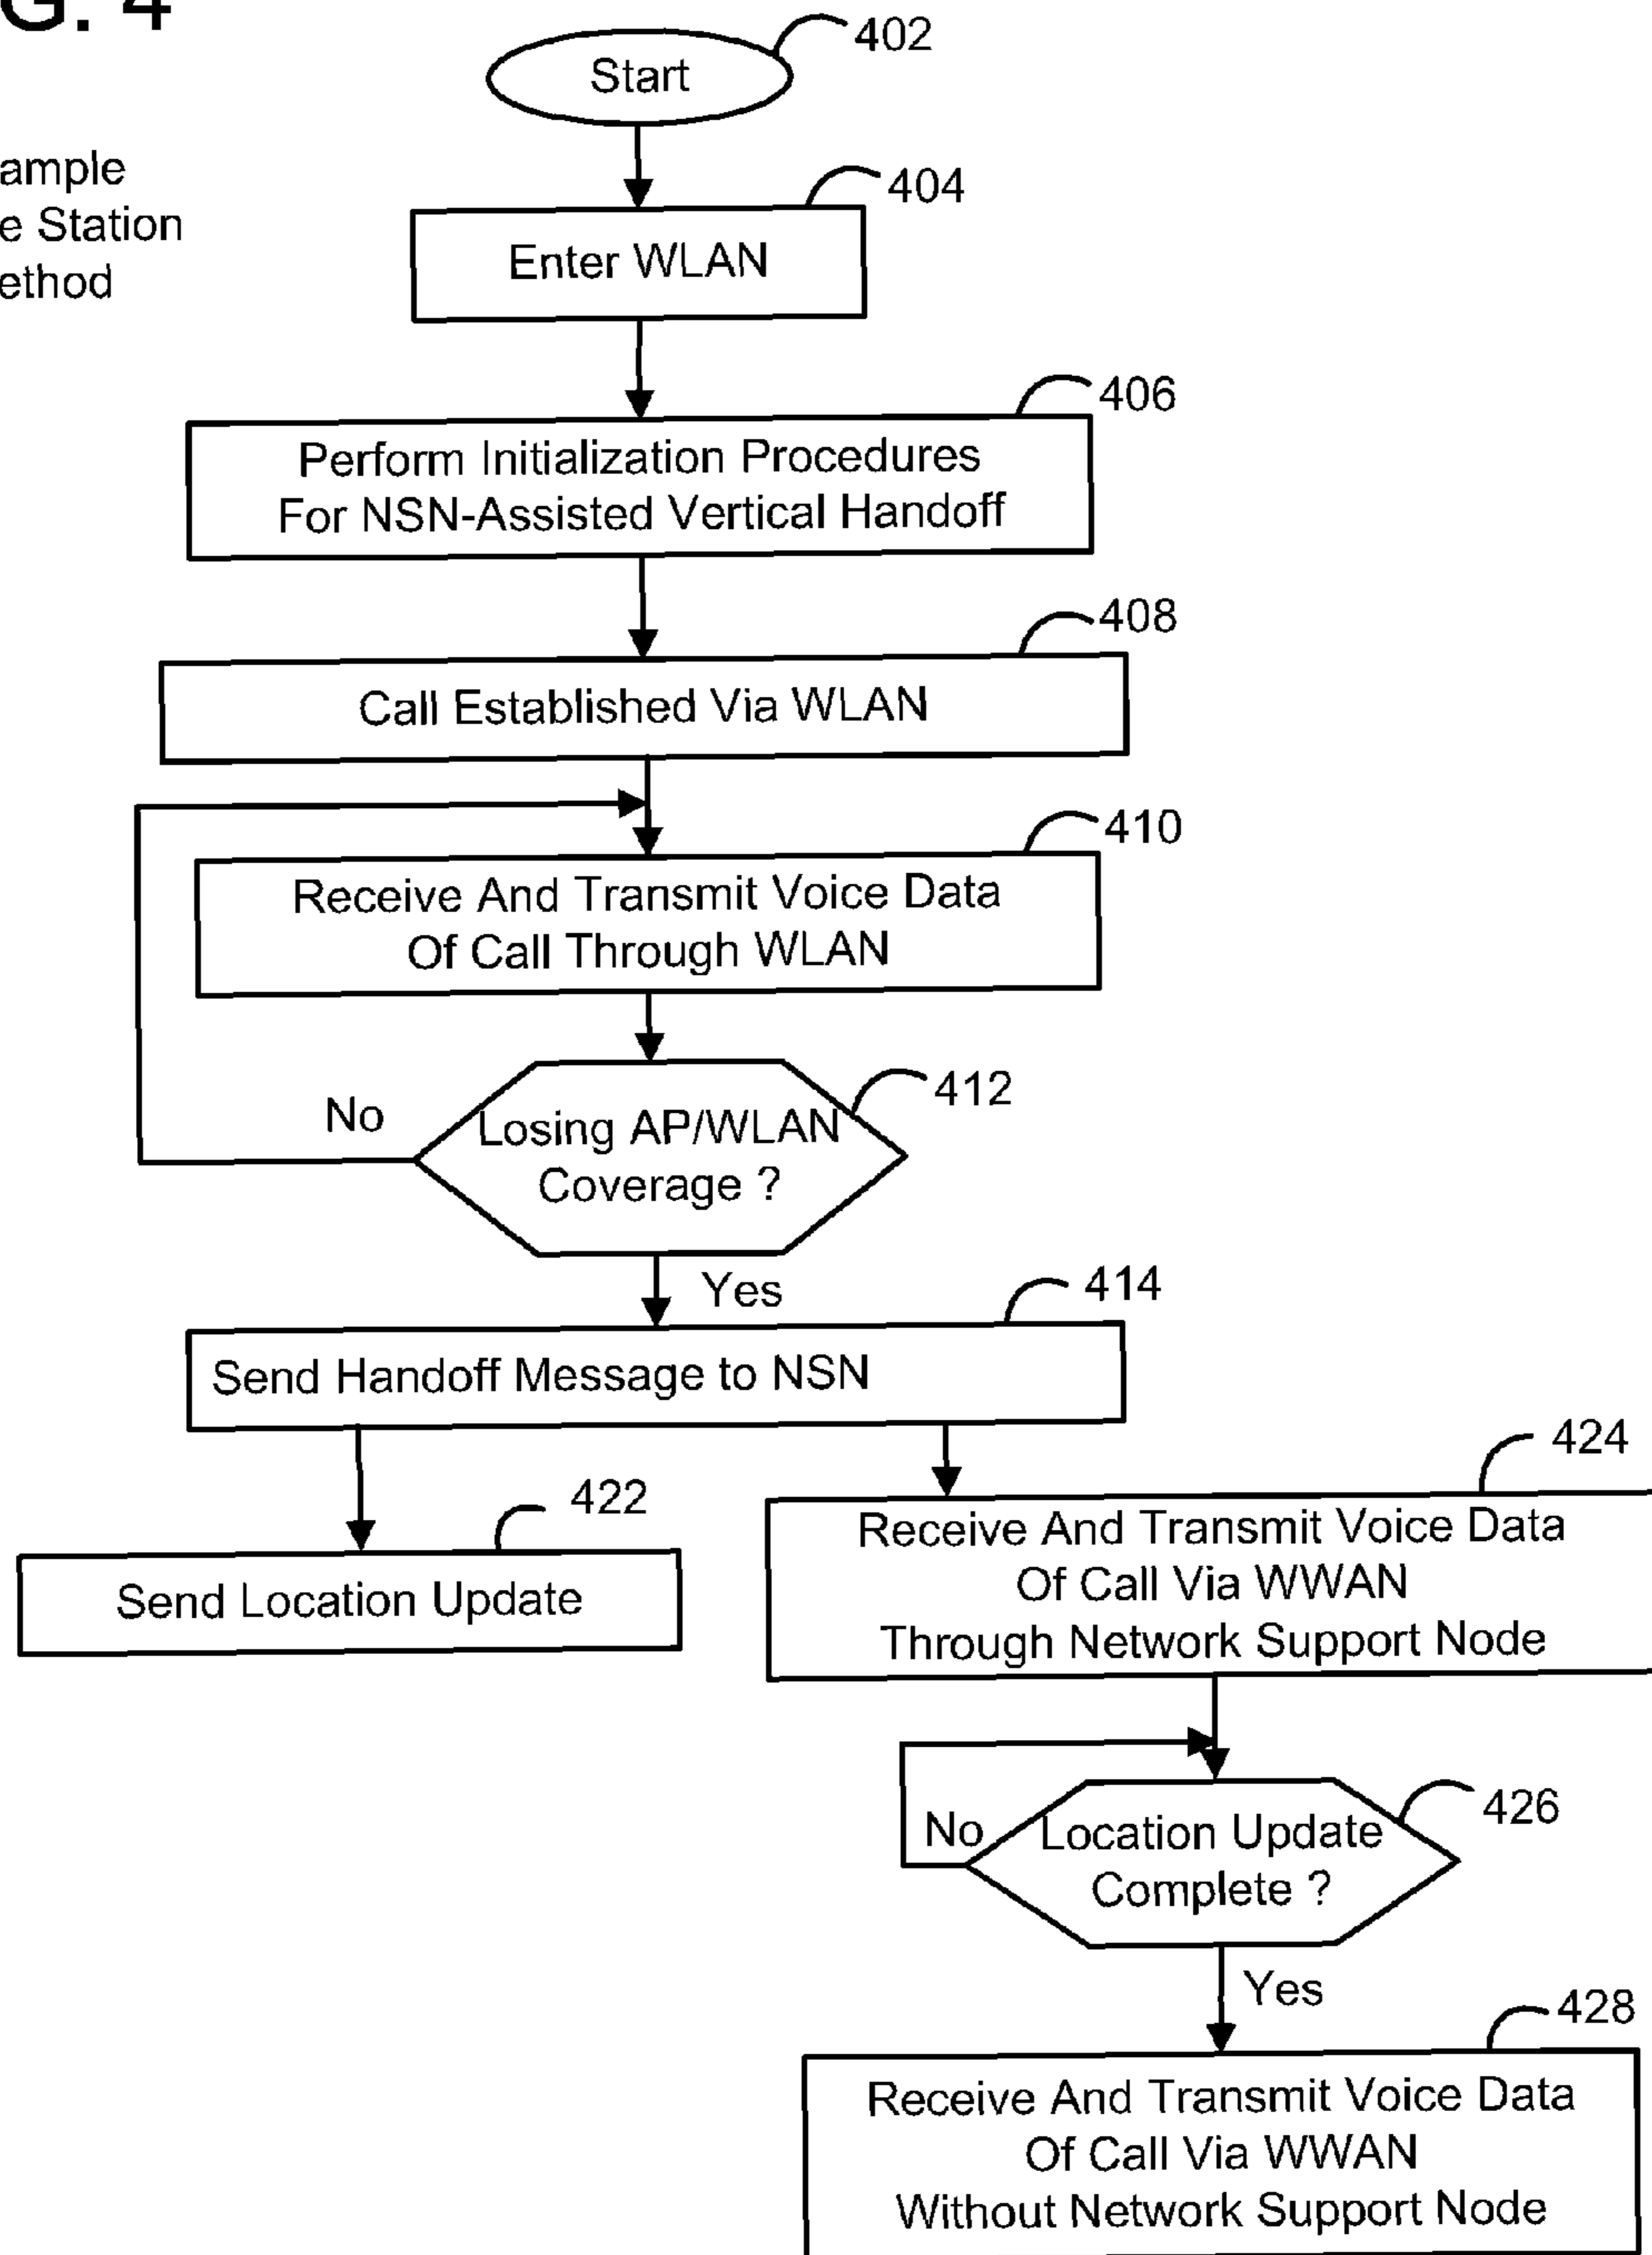 G. 4
402
Start
ample
e Station
ethod
404
Enter WLAN
406
Perform Initialization Procedures
For NSN-Assisted Vertical Handoff
408
Call Established Via WLAN
410
Receive And Transmit Voice Data
Of Call Through WLAN
412
No
Losing AP/WLAN
Coverage ?
Yes
414
Send Handoff Message to NSN
422
Send Location Update
424
Receive And Transmit Voice Data
Of Call Via WWAN
Through Network Support Node
426
No
Location Update
Complete ?
Yes
428
Receive And Transmit Voice Data
Of Call Via WWAN
Without Network Support Node